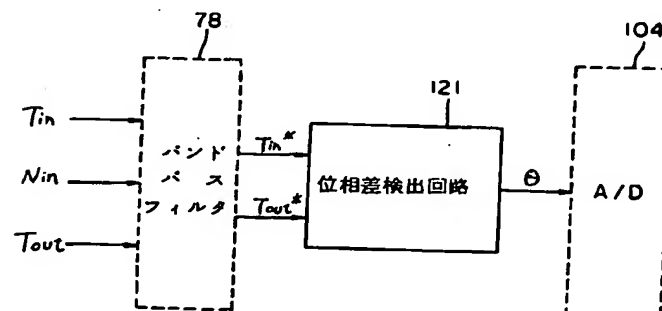 78
104
121
Tin
Nin
Tout
バンド
パス
フィルタ
Tin*
Tout*
位相差検出回路
θ
A/D